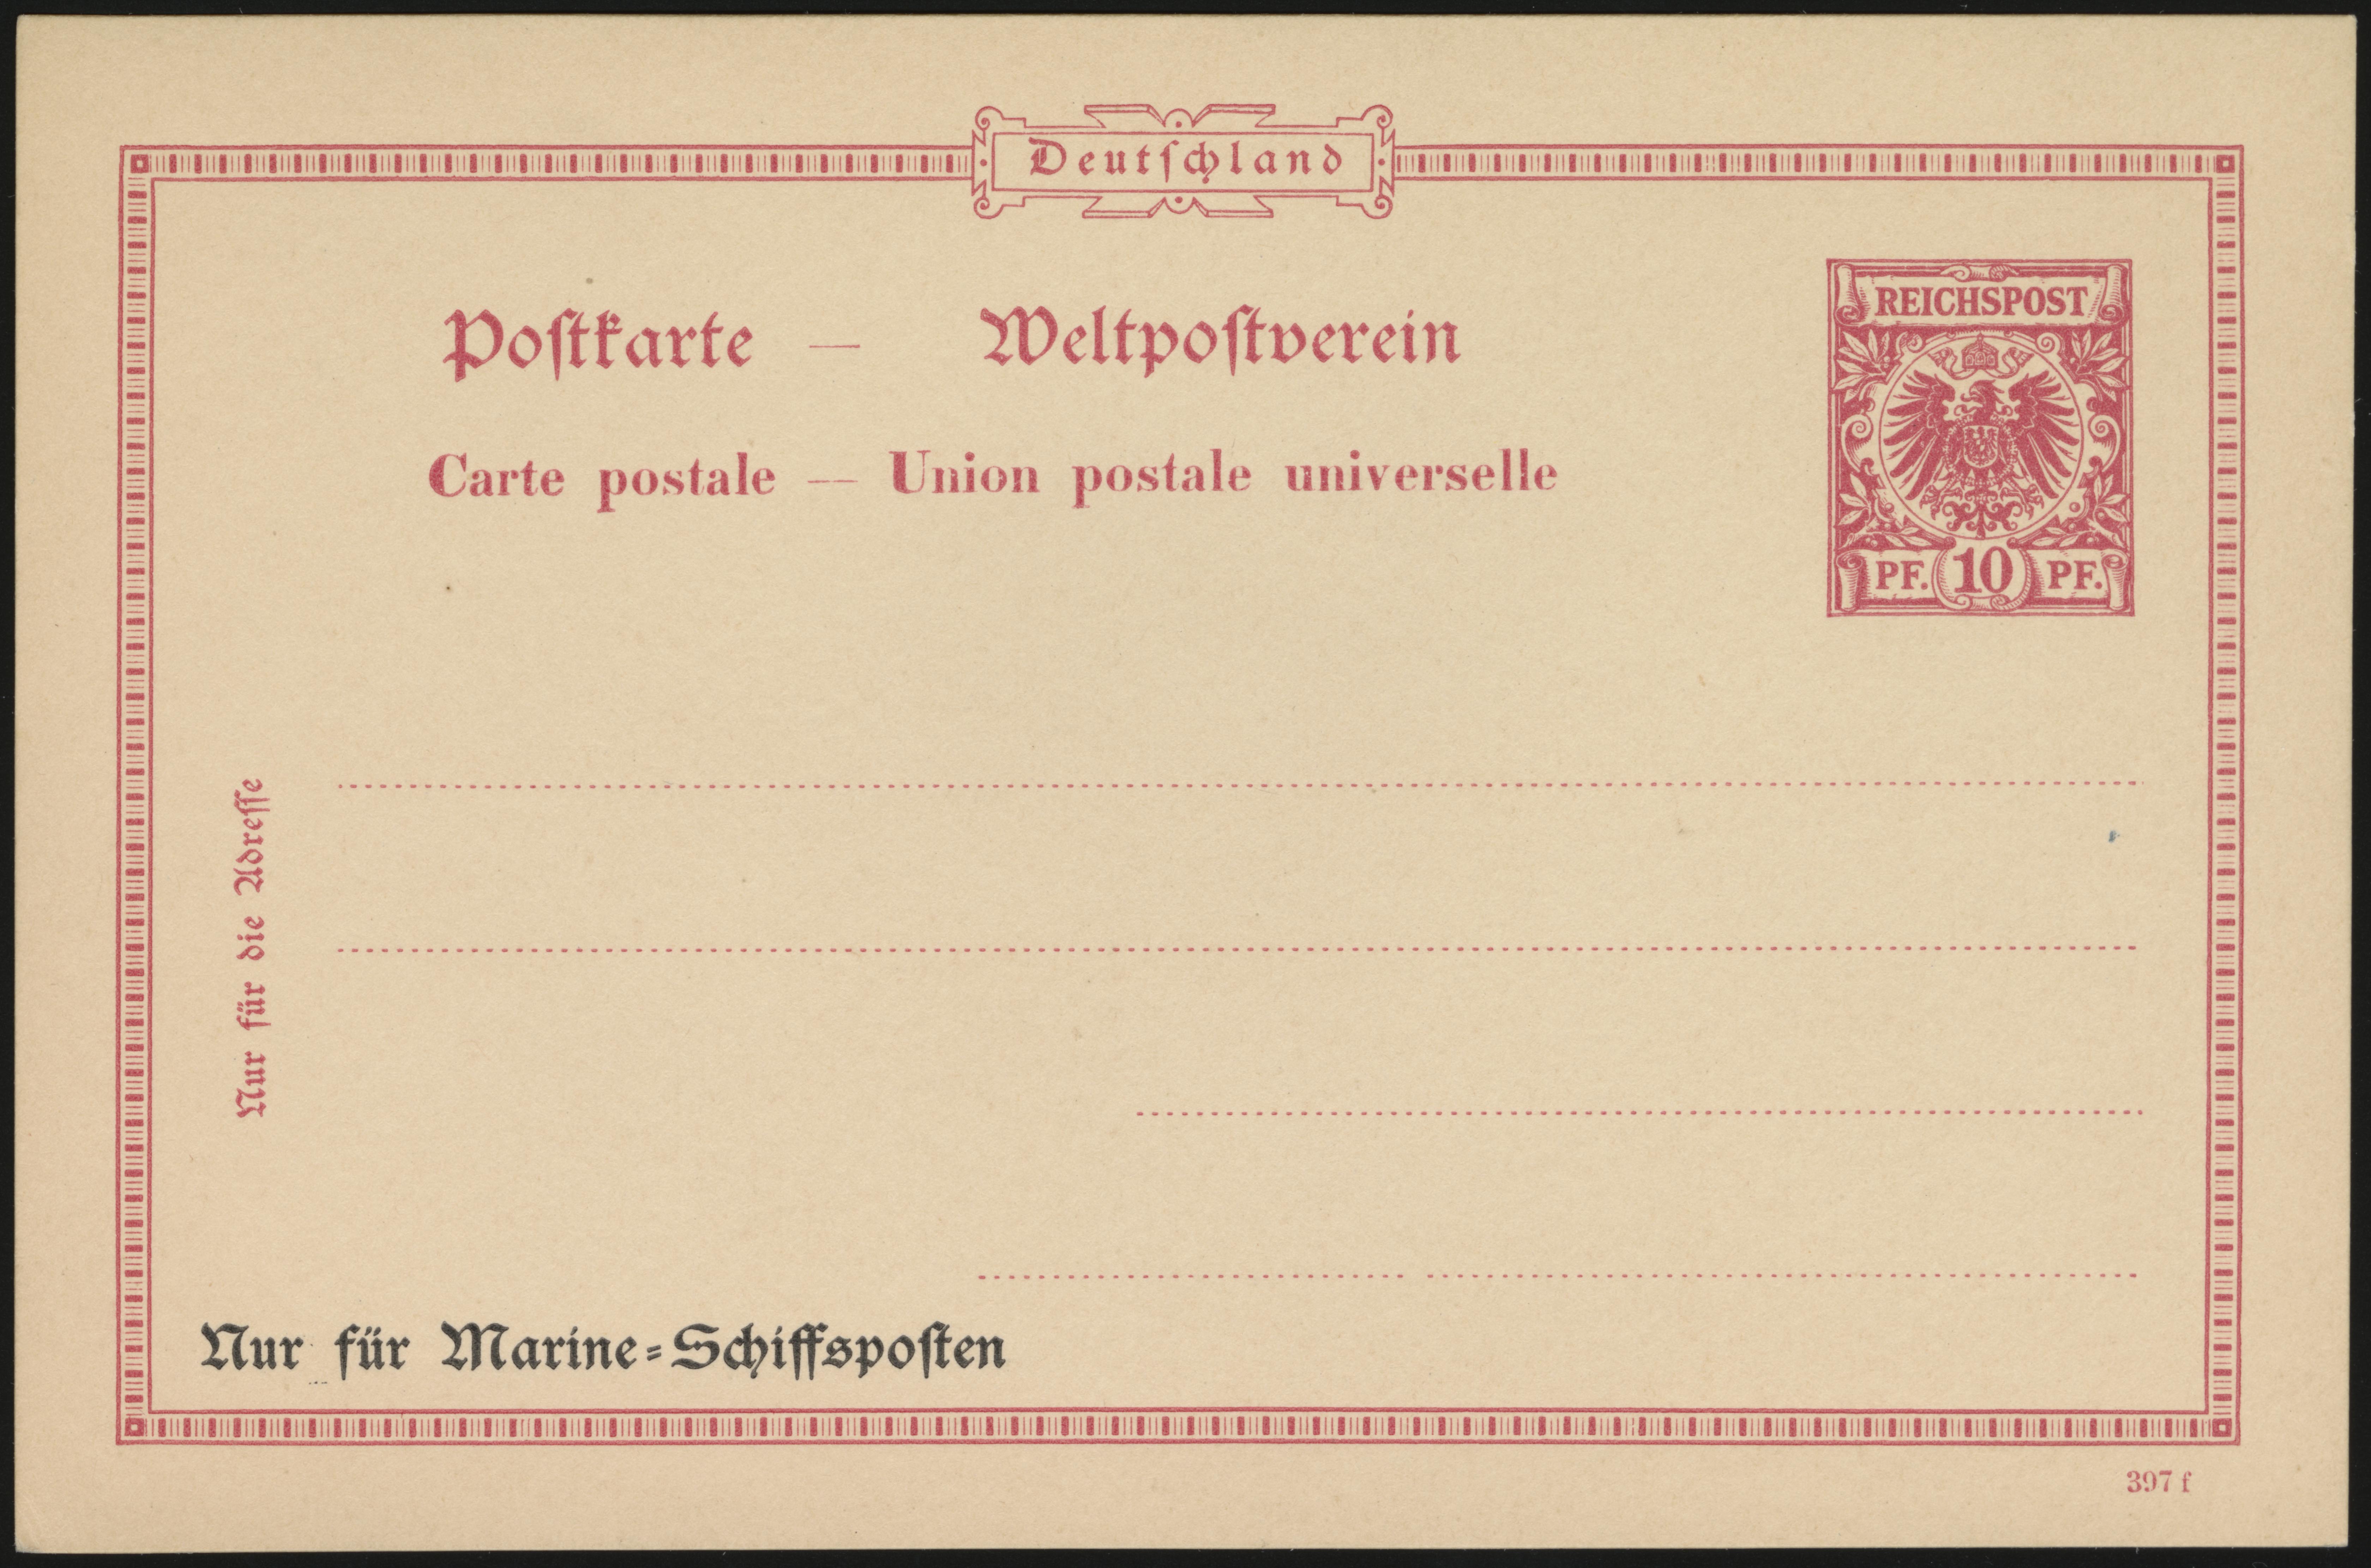 Deutſchland
Poſtkarte — Weltpoſtverein
Carte postale — Union postale universelle
REICHSPOST
PF. 10 PF.
Nur für die Adreſſe
Nur für Marine=Schiffspoſten
397 f